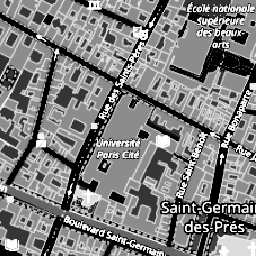 École nationale
supérieure
des beaux-
arts
Rue des Saints-Pères
Rue Bonaparte
Université
Paris Cité
Rue Saint-Benoît
Rue
Saint-Germain
des-Prés
Boulevard Saint-Germain